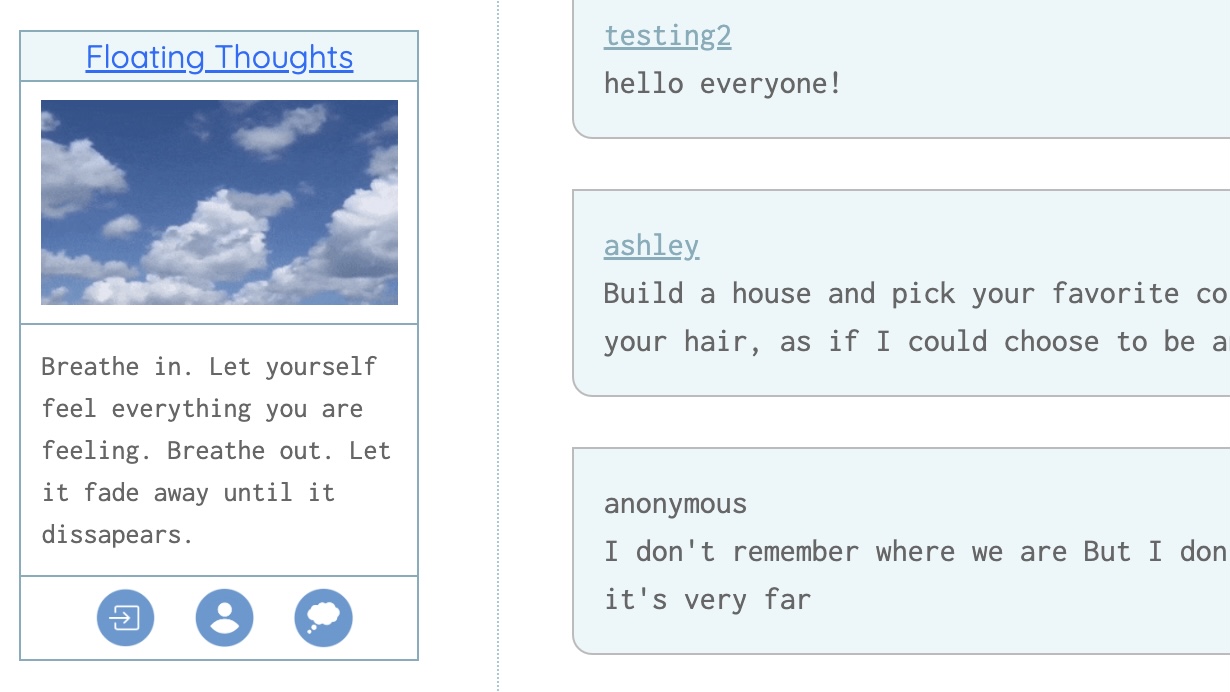 Floating Thoughts
Breathe in. Let yourself
feel everything you are
feeling. Breathe out. Let
it fade away until it
dissapears.
testing2
hello everyone!
ashley
Build a house and pick your favorite co
your hair, as if I could choose to be a
anonymous
I don't remember where we are But I don
it's very far